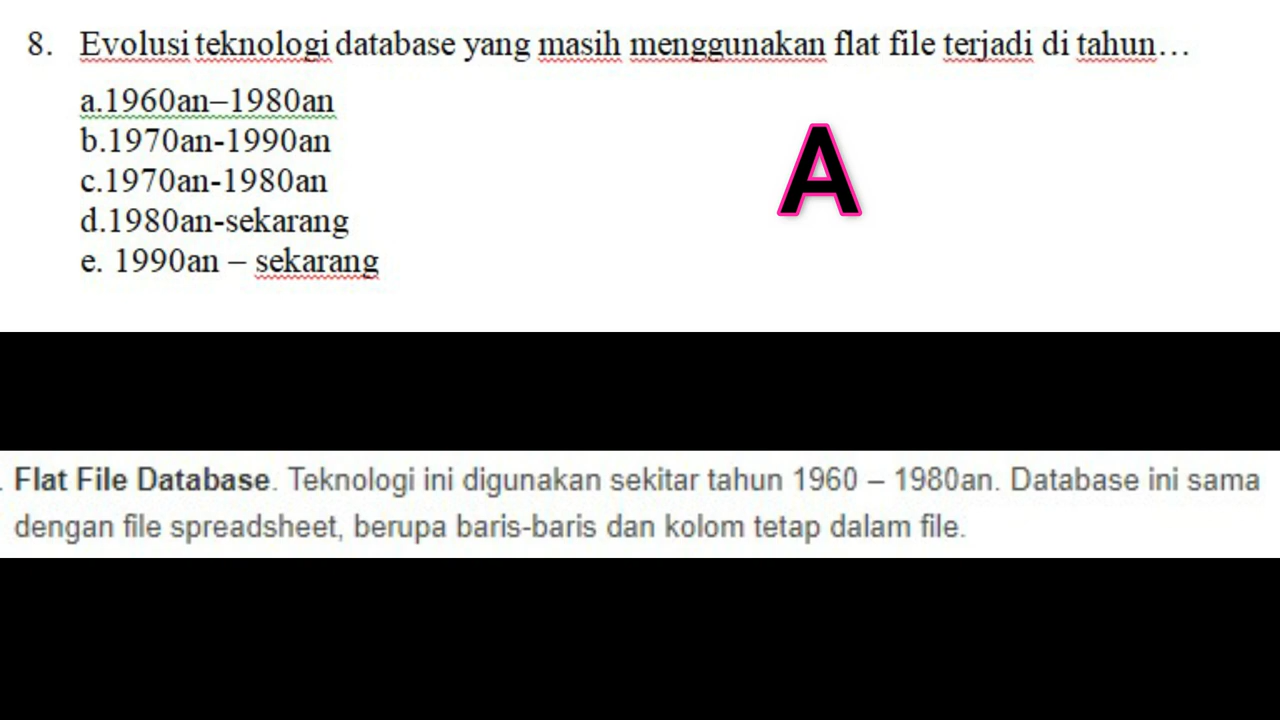 8. Evolusi teknologi database yang masih menggunakan flat file terjadi di tahun…
a.1960an–1980an
b.1970an-1990an
A
c.1970an-1980an
d.1980an-sekarang
e. 1990an – sekarang
. Flat File Database. Teknologi ini digunakan sekitar tahun 1960 – 1980an. Database ini sama
dengan file spreadsheet, berupa baris-baris dan kolom tetap dalam file.